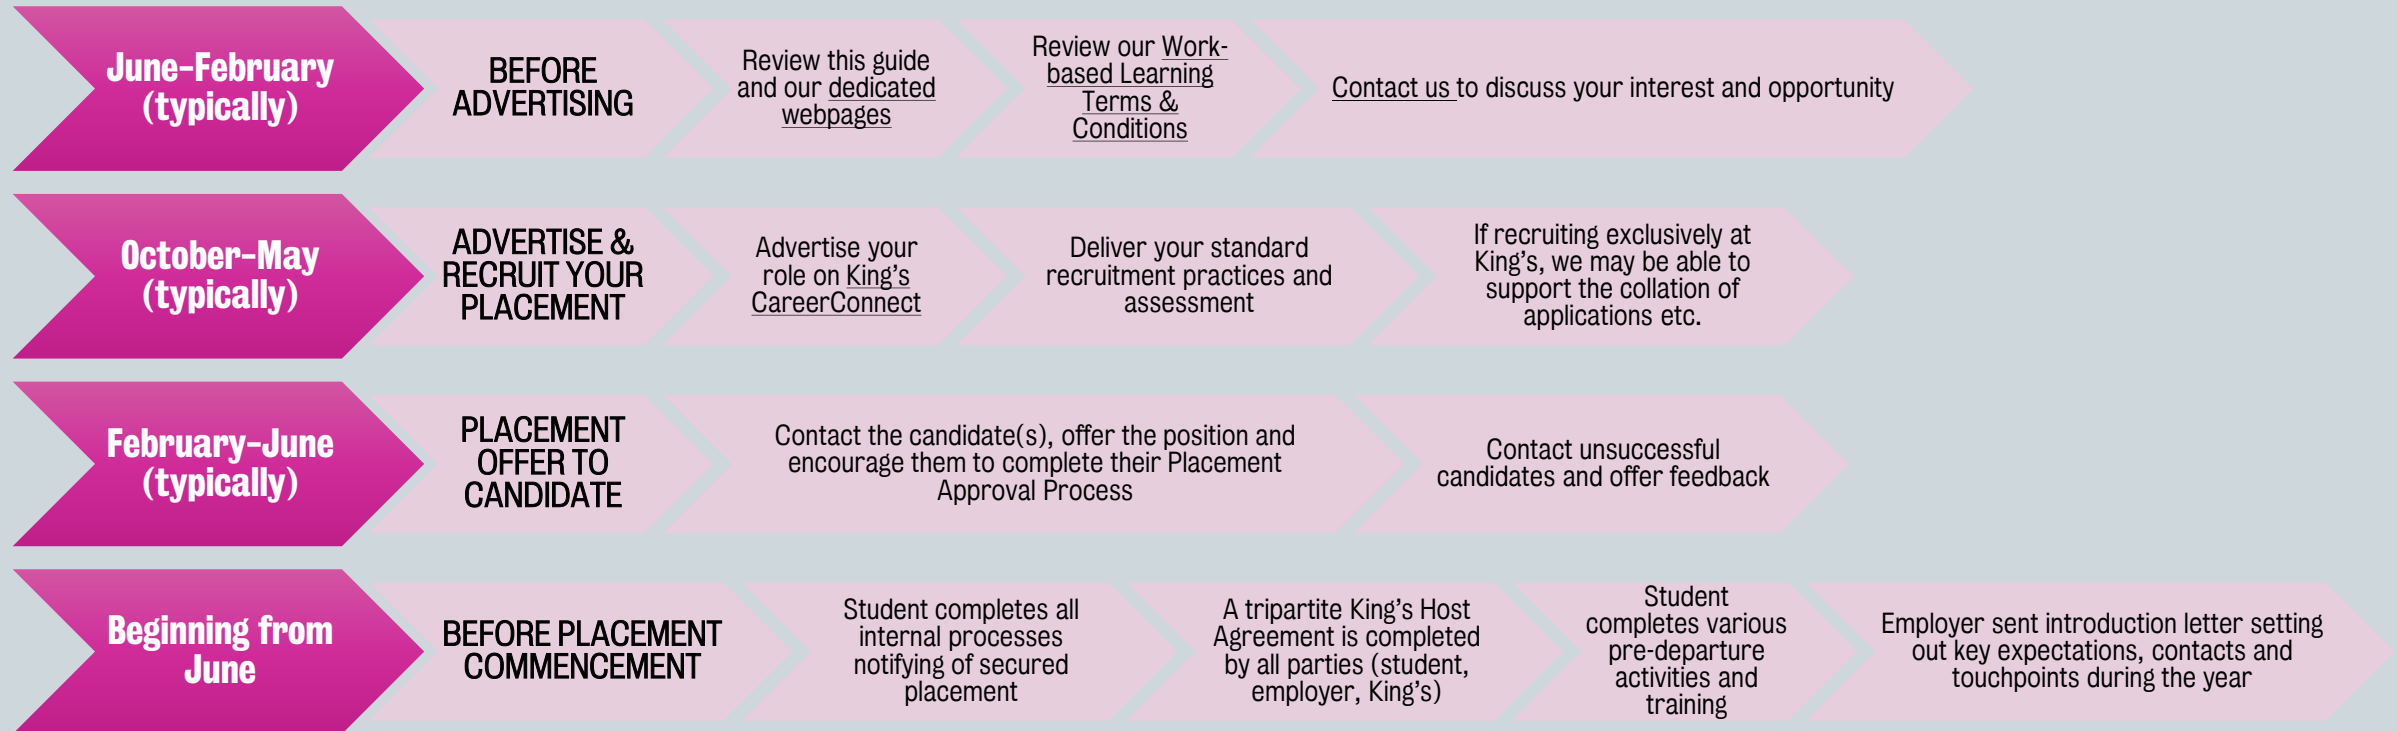 June–February
(typically)
BEFORE
ADVERTISING
Review this guide
and our dedicated
webpages
Review our Work-
based Learning
Terms &
Conditions
Contact us to discuss your interest and opportunity
October–May
(typically)
ADVERTISE &
RECRUIT YOUR
PLACEMENT
Advertise your
role on King’s
CareerConnect
Deliver your standard
recruitment practices and
assessment
If recruiting exclusively at
King’s, we may be able to
support the collation of
applications etc.
February–June
(typically)
PLACEMENT
OFFER TO
CANDIDATE
Contact the candidate(s), offer the position and
encourage them to complete their Placement
Approval Process
Contact unsuccessful
candidates and offer feedback
Beginning from
June
BEFORE PLACEMENT
COMMENCEMENT
Student completes all
internal processes
notifying of secured
placement
A tripartite King’s Host
Agreement is completed
by all parties (student,
employer, King’s)
Student
completes various
pre-departure
activities and
training
Employer sent introduction letter setting
out key expectations, contacts and
touchpoints during the year